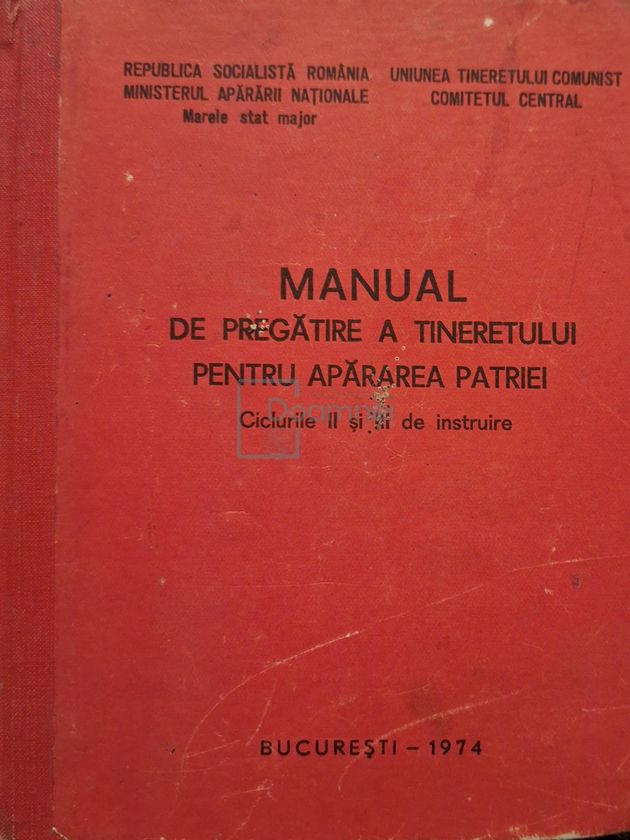 REPUBLICA SOCIALISTĂ ROMÂNIA
MINISTERUL APĂRĂRII NAȚIONALE
Marele stat major
UNIUNEA TINERETULUI COMUNIST
COMITETUL CENTRAL
MANUAL
DE PREGĂTIRE A TINERETULUI
PENTRU APĂRAREA PATRIEI
Ciclurile II și III de instruire
BUCUREȘTI – 1974